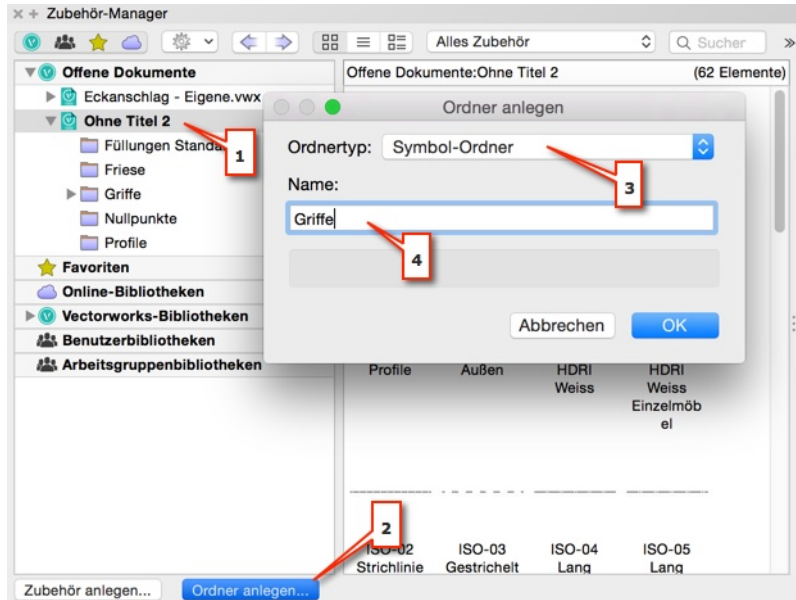 Zubehör-Manager
Alles Zubehör
Sucher
Offene Dokumente
Eckanschlag - Eigene.vwx
Ohne Titel 2
Füllungen
Friese
Griffe
Nullpunkte
Profile
Favoriten
Online-Bibliotheken
Vectorworks-Bibliotheken
Benutzerbibliotheken
Arbeitsgruppenbibliotheken
Offene Dokumente:Ohne Titel 2 (62 Elemente)
Ordner anlegen
Ordnertyp: Symbol-Ordner
Name:
Griffe
Abbrechen OK
1
3
4
2
Profile Außen HDRI HDRI
Weiss Weiss
Einzelmöb
el
ISO-02 ISO-03 ISO-04 ISO-05
Strichlinie Gestrichelt Lang Lang
Zubehör anlegen... Ordner anlegen...